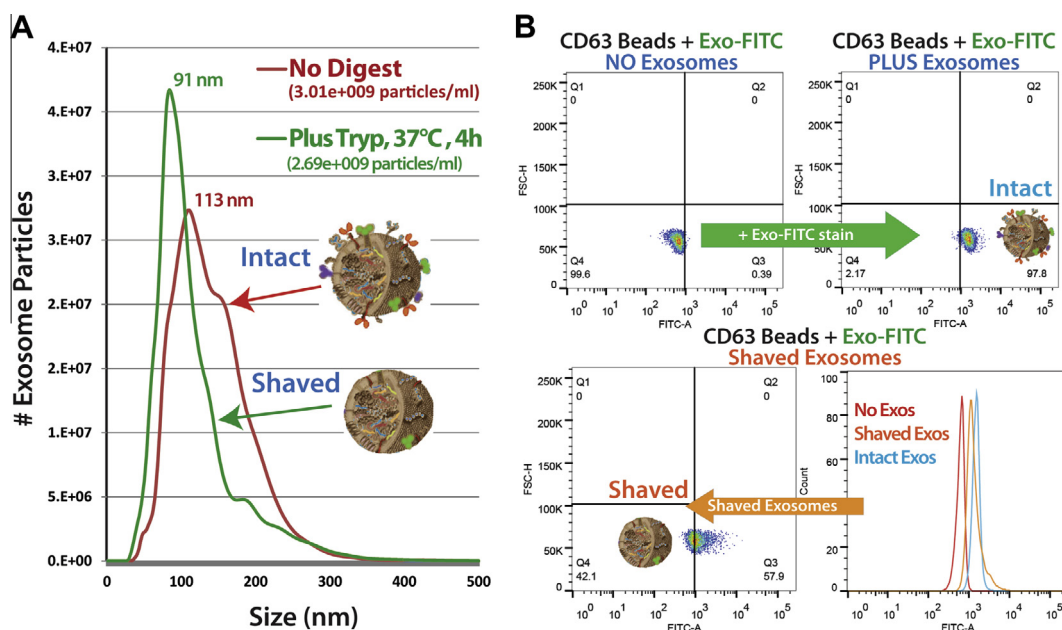 A
# Exosome Particles
4.E+07
4.E+07
3.E+07
3.E+07
2.E+07
2.E+07
1.E+07
5.E+06
0.E+00
0
100
200
300
400
500
Size (nm)
91 nm
113 nm
No Digest
(3.01e+009 particles/ml)
Plus Tryp, 37°C, 4h
(2.69e+009 particles/ml)
Intact
Shaved
B
CD63 Beads + Exo-FITC
NO Exosomes
250K
200K
150K
100K
50K
0
FSC-H
Q1
0
Q2
0
Q4
99.6
Q3
0.39
10^0 10^1 10^2 10^3 10^4 10^5
FITC-A
+ Exo-FITC stain
CD63 Beads + Exo-FITC
PLUS Exosomes
250K
200K
150K
100K
50K
0
FSC-H
Q1
0
Q2
0
Intact
Q4
2.17
Q3
97.8
10^0 10^1 10^2 10^3 10^4 10^5
FITC-A
CD63 Beads + Exo-FITC
Shaved Exosomes
250K
200K
150K
100K
50K
0
FSC-H
Q1
0
Q2
0
Shaved
Shaved Exosomes
Q4
42.1
Q3
57.9
10^0 10^1 10^2 10^3 10^4 10^5
FITC-A
100
80
60
40
20
0
Count
No Exos
Shaved Exos
Intact Exos
10^0 10^1 10^2 10^3 10^4 10^5
FITC-A